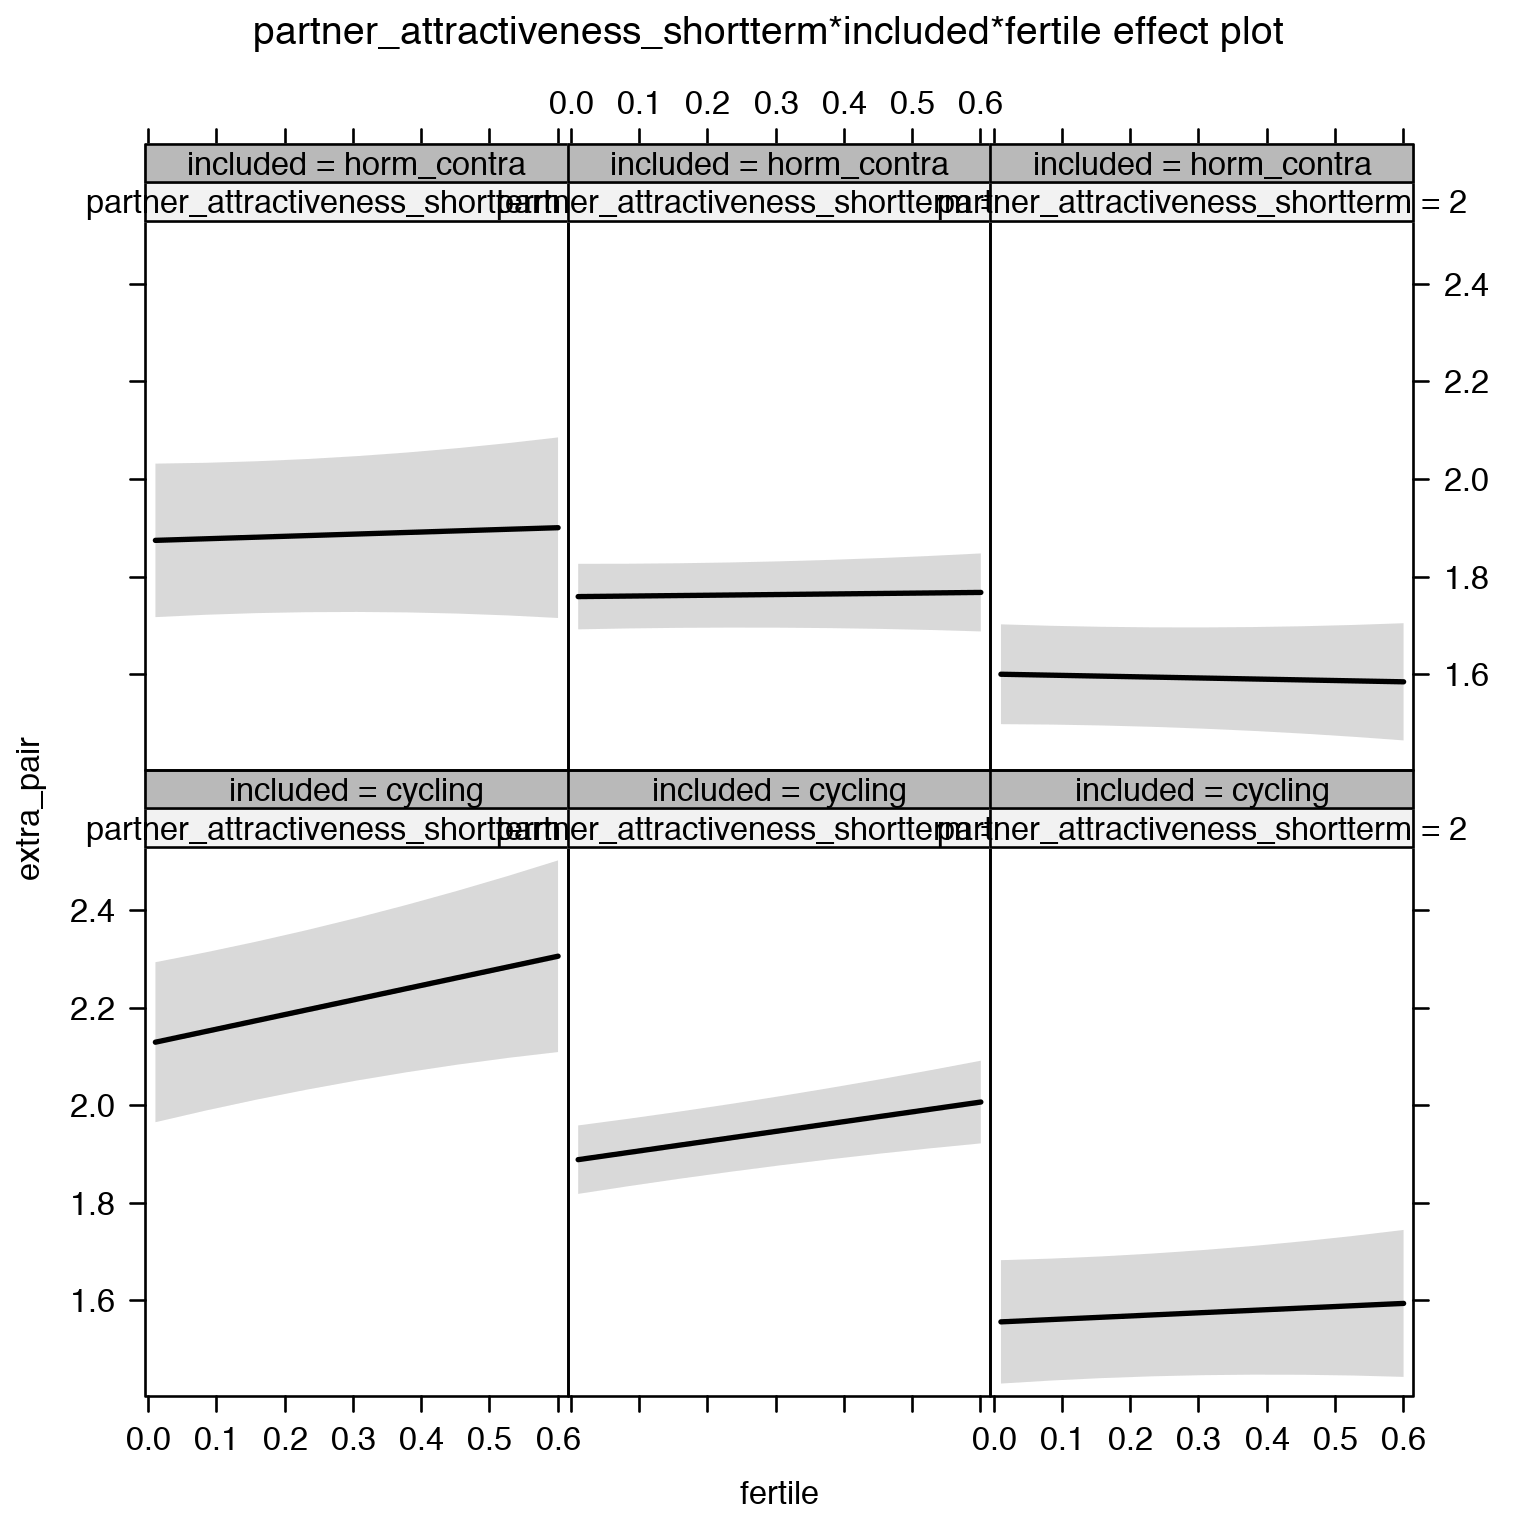 partner_attractiveness_shortterm*included*fertile effect plot
0.0 0.1 0.2 0.3 0.4 0.5 0.6
included = horm_contra included = horm_contra included = horm_contra
partner_attractiveness_shortterm partner_attractiveness_shortterm partner_attractiveness_shortterm = 2
2.4
2.2
2.0
1.8
1.6
extra_pair
included = cycling included = cycling included = cycling
partner_attractiveness_shortterm partner_attractiveness_shortterm partner_attractiveness_shortterm = 2
2.4
2.2
2.0
1.8
1.6
0.0 0.1 0.2 0.3 0.4 0.5 0.6 0.0 0.1 0.2 0.3 0.4 0.5 0.6
fertile